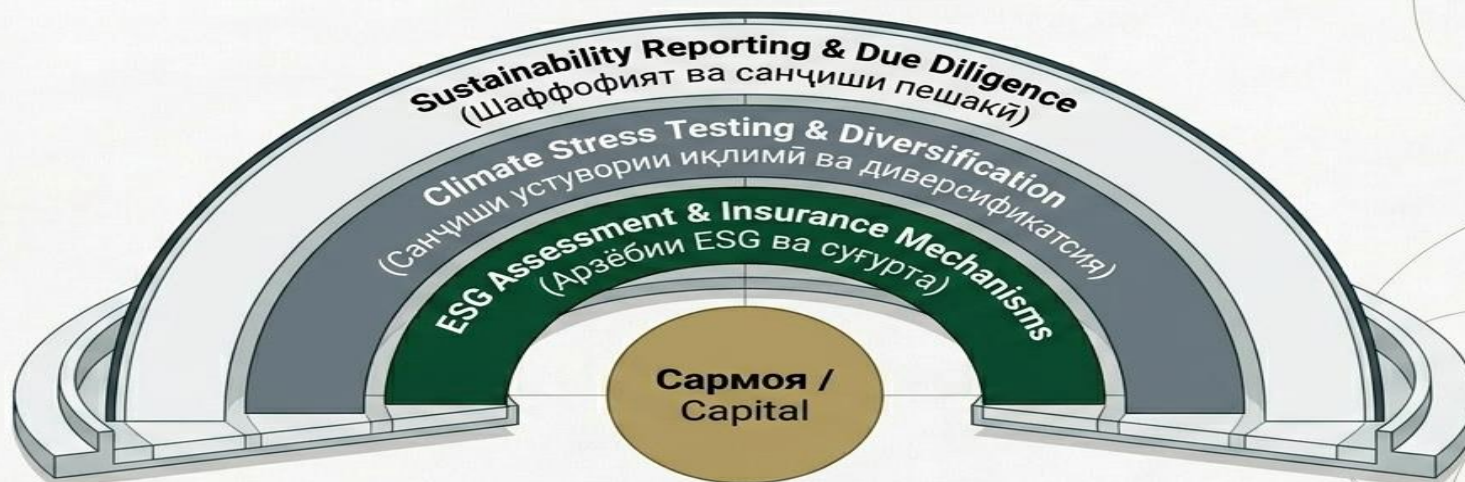 Sustainability Reporting & Due Diligence
(Шаффофият ва санҷиши пешакӣ)
Climate Stress Testing & Diversification
(Санҷиши устувории иқлимӣ ва диверсификатсия)
ESG Assessment & Insurance Mechanisms
(Арзёбии ESG ва суғурта)
Сармоя /
Capital